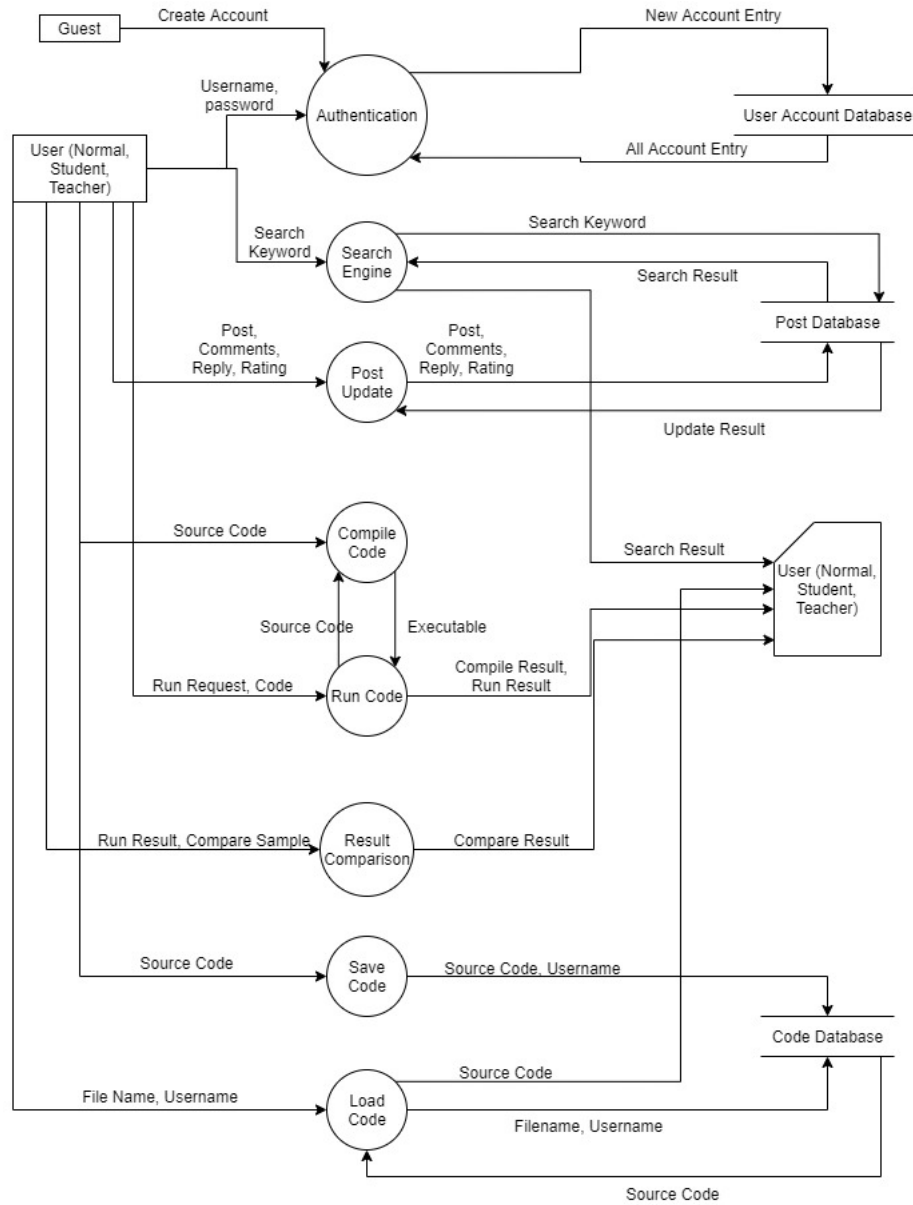 Create Account
New Account Entry
Guest
Username,
password
Authentication
User Account Database
User (Normal,
Student,
Teacher)
All Account Entry
Search
Keyword
Search
Engine
Search Keyword
Search Result
Post Database
Post,
Comments,
Reply, Rating
Post
Update
Post,
Comments,
Reply, Rating
Update Result
Source Code
Compile
Code
Search Result
User (Normal,
Student,
Teacher)
Source Code
Executable
Run Request, Code
Run Code
Compile Result,
Run Result
Run Result, Compare Sample
Result
Comparison
Compare Result
Source Code
Save
Code
Source Code, Username
Code Database
Source Code
File Name, Username
Load
Code
Filename, Username
Source Code